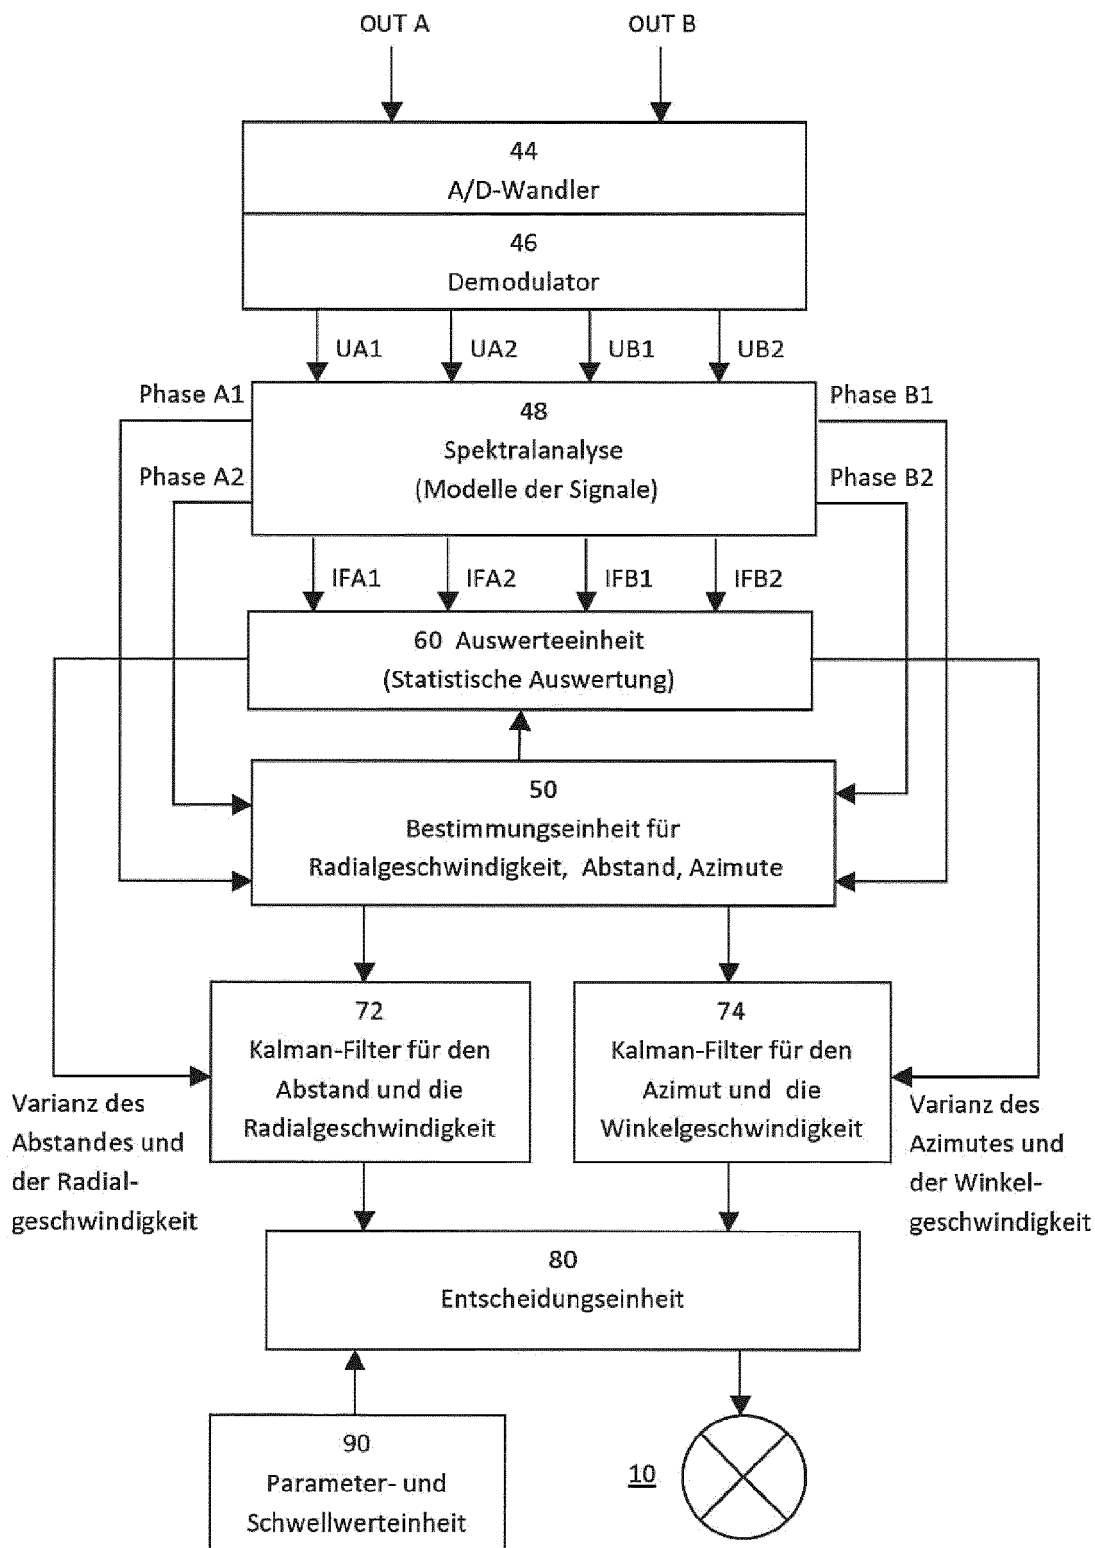 OUT A
OUT B
44
A/D-Wandler
46
Demodulator
UA1
UA2
UB1
UB2
Phase A1
Phase B1
48
Spektralanalyse
(Modelle der Signale)
Phase A2
Phase B2
IFA1
IFA2
IFB1
IFB2
60 Auswerteeinheit
(Statistische Auswertung)
50
Bestimmungseinheit für
Radialgeschwindigkeit, Abstand, Azimute
72
Kalman-Filter für den
Abstand und die
Radialgeschwindigkeit
74
Kalman-Filter für den
Azimut und die
Winkelgeschwindigkeit
Varianz des
Abstandes und
der Radial-
geschwindigkeit
Varianz des
Azimutes und
der Winkel-
geschwindigkeit
80
Entscheidungseinheit
90
Parameter- und
Schwellwerteinheit
10